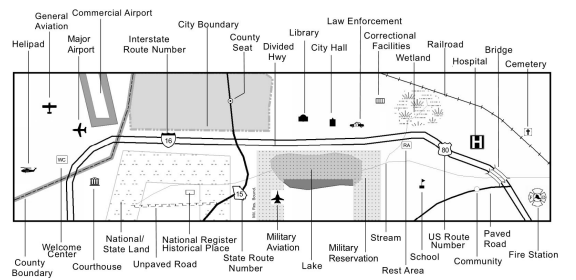 General
Aviation
Commercial Airport
Helipad
Major
Airport
Interstate
Route Number
City Boundary
County
Seat
Divided
Hwy
Library
City Hall
Law Enforcement
Correctional
Facilities
Wetland
Railroad
Hospital
Bridge
Cemetery
16
WC
15
RA
80
H
County
Boundary
Welcome
Center
Courthouse
National/
State Land
Unpaved Road
National Register
Historical Place
State Route
Number
Military
Aviation
Lake
Military
Reservation
Stream
Rest Area
School
US Route
Number
Community
Paved
Road
Fire Station